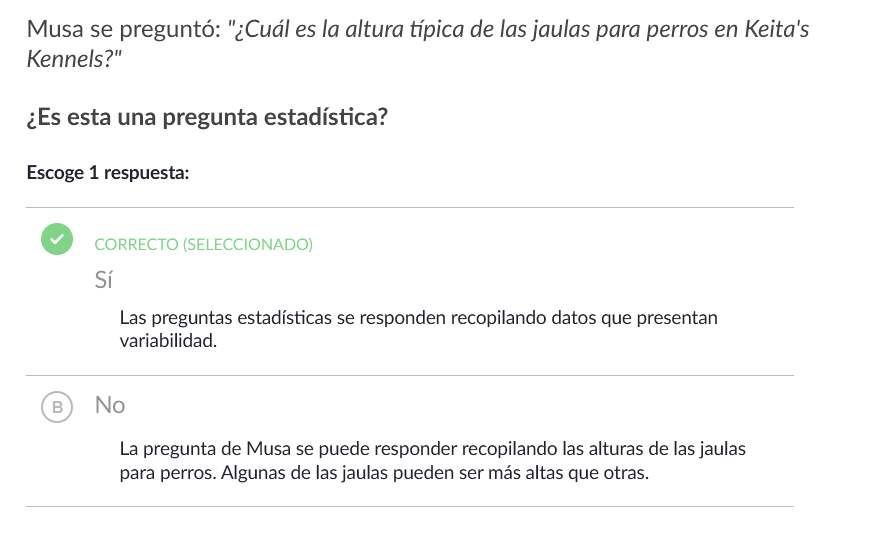 Musa se preguntó: "¿Cuál es la altura típica de las jaulas para perros en Keita's
Kennels?"
¿Es esta una pregunta estadística?
Escoge 1 respuesta:
CORRECTO (SELECCIONADO)
Sí
Las preguntas estadísticas se responden recopilando datos que presentan
variabilidad.
B No
La pregunta de Musa se puede responder recopilando las alturas de las jaulas
para perros. Algunas de las jaulas pueden ser más altas que otras.